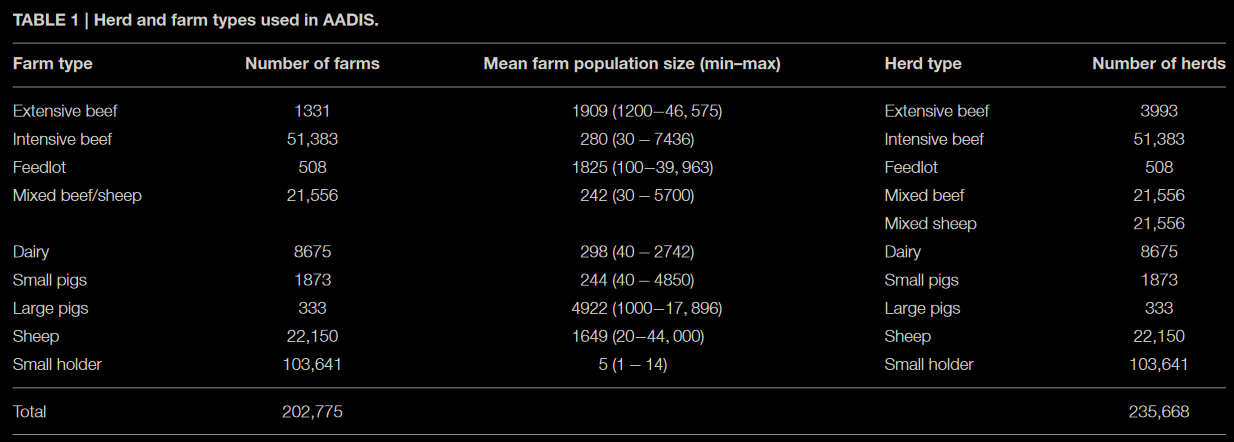 TABLE 1 | Herd and farm types used in AADIS.
Farm type Number of farms Mean farm population size (min–max) Herd type Number of herds
Extensive beef 1331 1909 (1200−46, 575) Extensive beef 3993
Intensive beef 51,383 280 (30 − 7436) Intensive beef 51,383
Feedlot 508 1825 (100−39, 963) Feedlot 508
Mixed beef/sheep 21,556 242 (30 − 5700) Mixed beef 21,556
Mixed sheep 21,556
Dairy 8675 298 (40 − 2742) Dairy 8675
Small pigs 1873 244 (40 − 4850) Small pigs 1873
Large pigs 333 4922 (1000−17, 896) Large pigs 333
Sheep 22,150 1649 (20−44, 000) Sheep 22,150
Small holder 103,641 5 (1 − 14) Small holder 103,641
Total 202,775 235,668